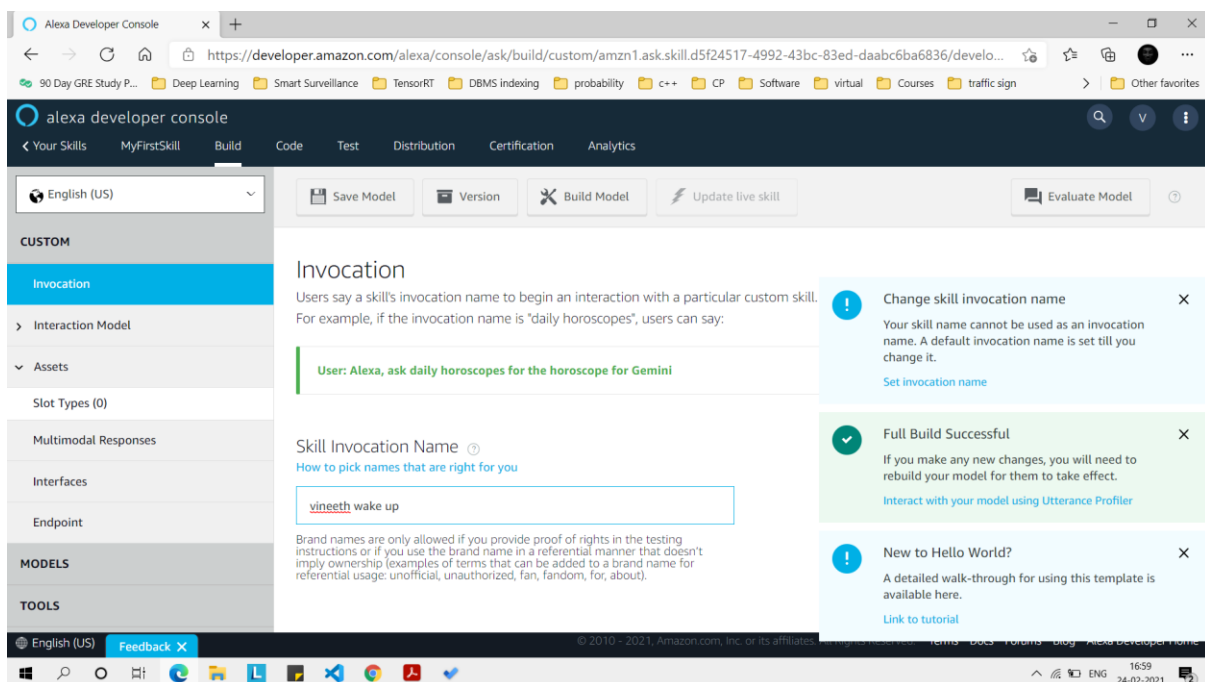 Alexa Developer Console
https://developer.amazon.com/alexa/console/ask/build/custom/amzn1.ask.skill.d5f24517-4992-43bc-83ed-daabc6ba6836/develo...
90 Day GRE Study P... Deep Learning Smart Surveillance TensorRT DBMS indexing probability c++ CP Software virtual Courses traffic sign Other favorites
alexa developer console V
Your Skills MyFirstSkill Build Code Test Distribution Certification Analytics
English (US) Save Model Version Build Model Update live skill Evaluate Model
CUSTOM
Invocation
Interaction Model
Assets
Slot Types (0)
Multimodal Responses
Interfaces
Endpoint
MODELS
TOOLS
Invocation
Users say a skill's invocation name to begin an interaction with a particular custom skill.
For example, if the invocation name is "daily horoscopes", users can say:
User: Alexa, ask daily horoscopes for the horoscope for Gemini
Skill Invocation Name
How to pick names that are right for you
vineeth wake up
Brand names are only allowed if you provide proof of rights in the testing
instructions or if you use the brand name in a referential manner that doesn't
imply ownership (examples of terms that can be added to a brand name for
referential usage: unofficial, unauthorized, fan, fandom, for, about).
Change skill invocation name
Your skill name cannot be used as an invocation
name. A default invocation name is set till you
change it.
Set invocation name
Full Build Successful
If you make any new changes, you will need to
rebuild your model for them to take effect.
Interact with your model using Utterance Profiler
New to Hello World?
A detailed walk-through for using this template is
available here.
Link to tutorial
English (US) Feedback © 2010 - 2021, Amazon.com, Inc. or its affiliates. All Rights Reserved. Terms Docs Forums Blog Alexa Developer Home
ENG 16:59
24-02-2021